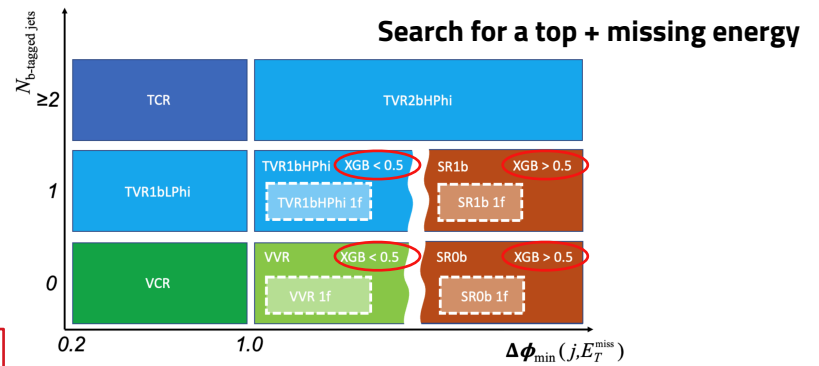 Search for a top + missing energy
N b-tagged jets
≥2
TCR
TVR2bHPhi
1
TVR1bLPhi
TVR1bHPhi XGB < 0.5
TVR1bHPhi 1f
SR1b XGB > 0.5
SR1b 1f
0
VCR
VVR XGB < 0.5
VVR 1f
SR0b XGB > 0.5
SR0b 1f
0.2
1.0
Δϕmin (j,E_T^miss)